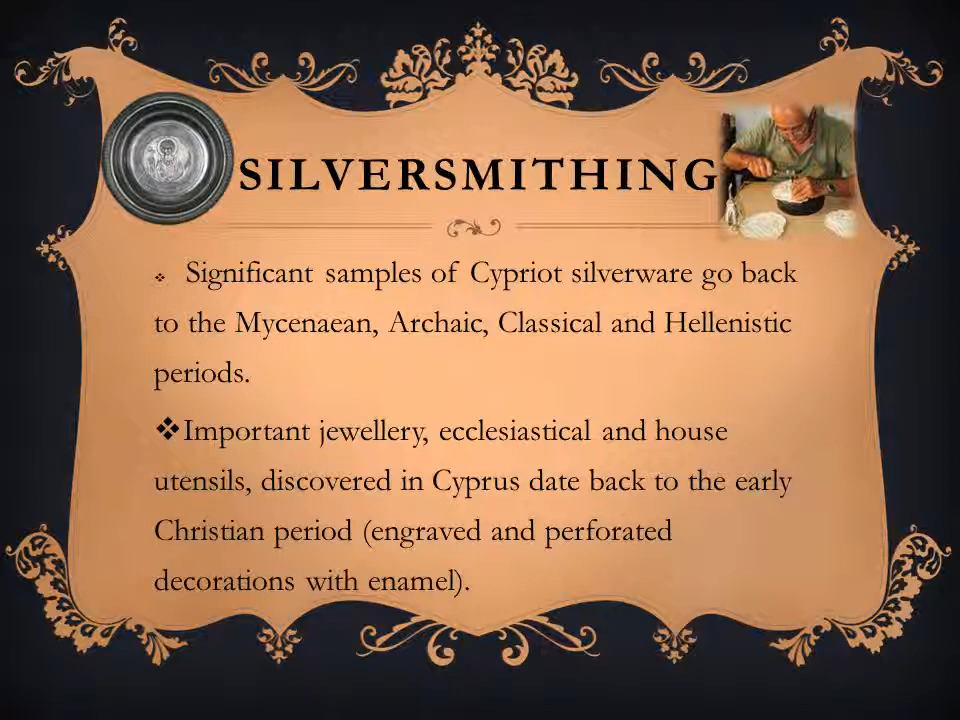 SILVERSMITHING
❖ Significant samples of Cypriot silverware go back
to the Mycenaean, Archaic, Classical and Hellenistic
periods.
❖Important jewellery, ecclesiastical and house
utensils, discovered in Cyprus date back to the early
Christian period (engraved and perforated
decorations with enamel).